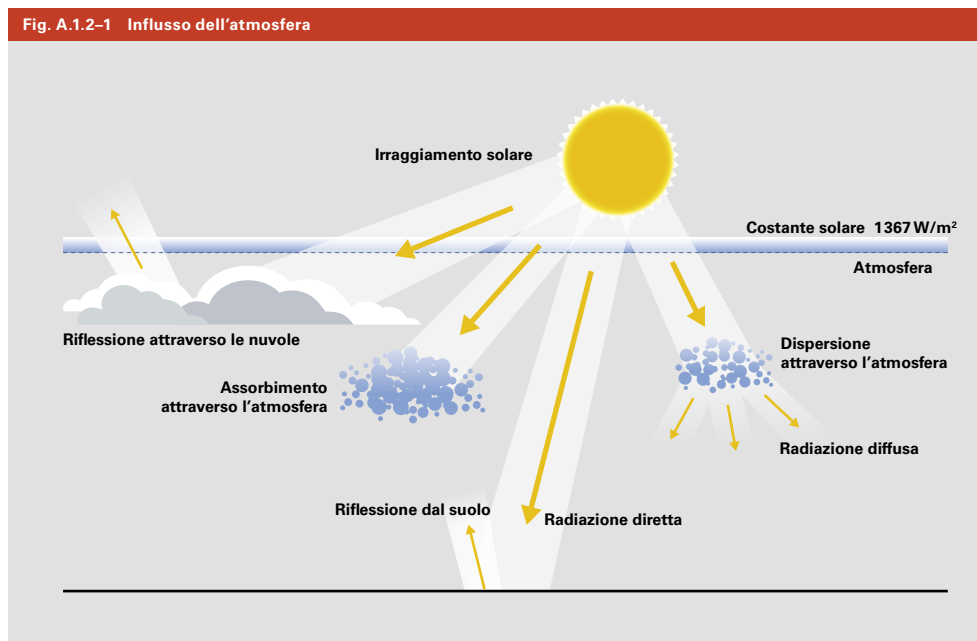 Fig. A.1.2–1 Influsso dell'atmosfera
Irraggiamento solare
Costante solare 1367 W/m²
Atmosfera
Riflessione attraverso le nuvole
Dispersione
attraverso l'atmosfera
Assorbimento
attraverso l'atmosfera
Radiazione diffusa
Riflessione dal suolo
Radiazione diretta